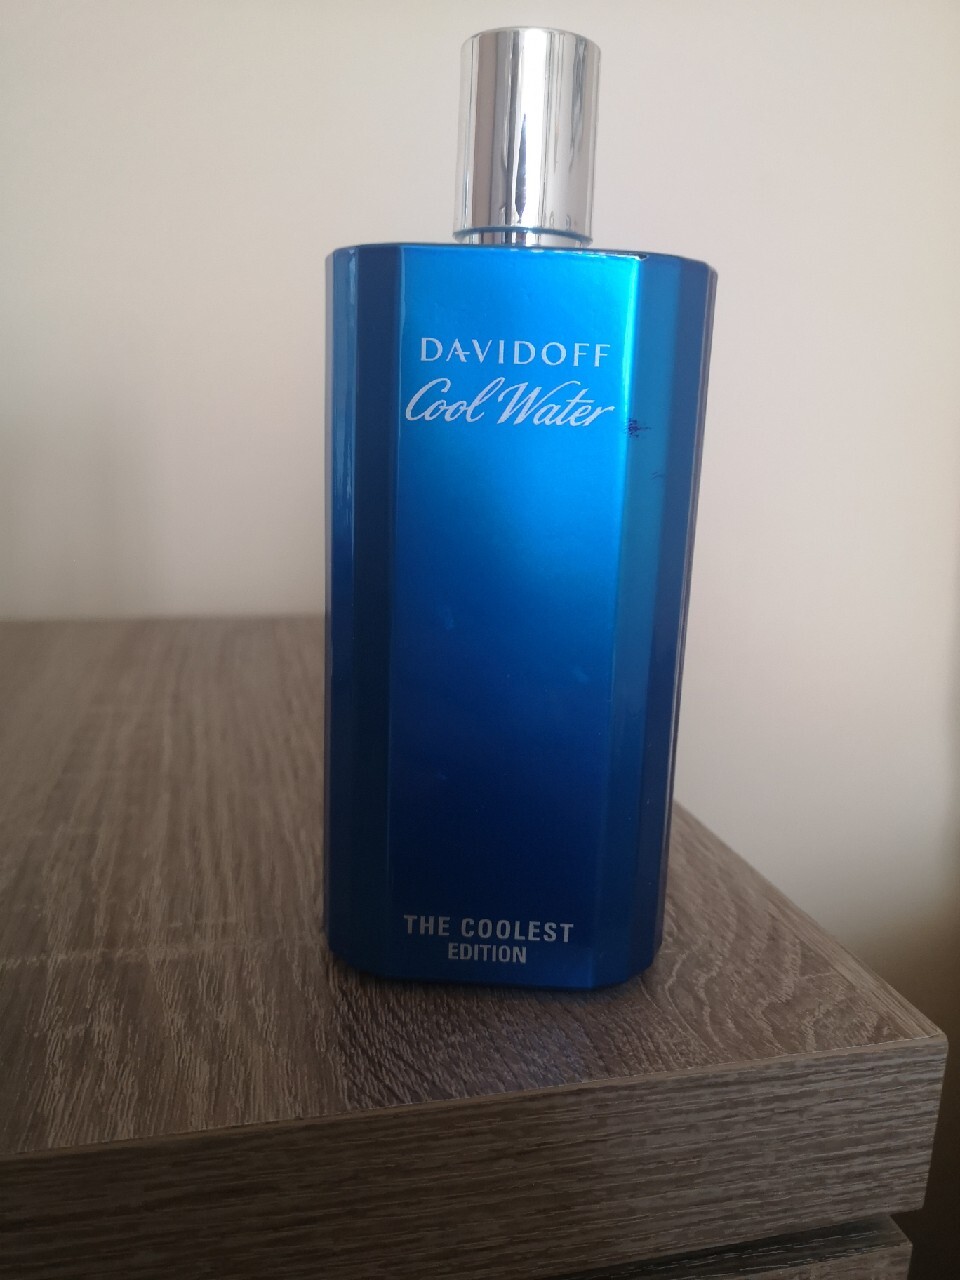 DAVIDOFF
Cool Water
THE COOLEST
EDITION